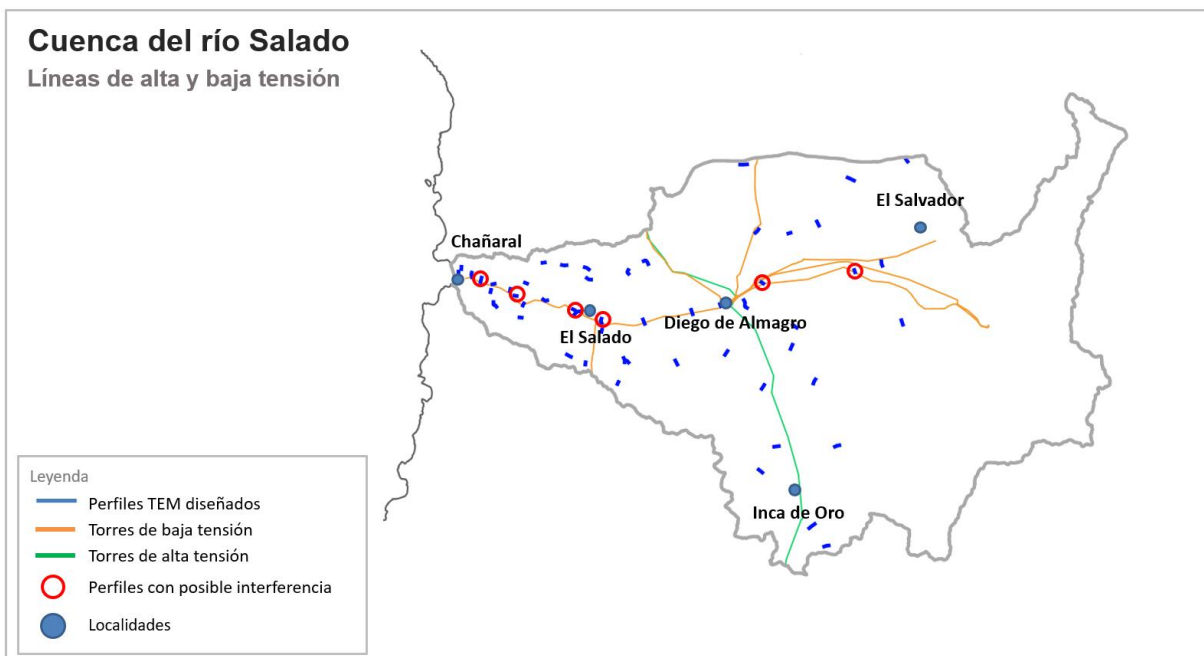 Cuenca del río Salado
Líneas de alta y baja tensión
El Salvador
Chañaral
Diego de Almagro
El Salado
Inca de Oro
Leyenda
Perfiles TEM diseñados
Torres de baja tensión
Torres de alta tensión
Perfiles con posible interferencia
Localidades